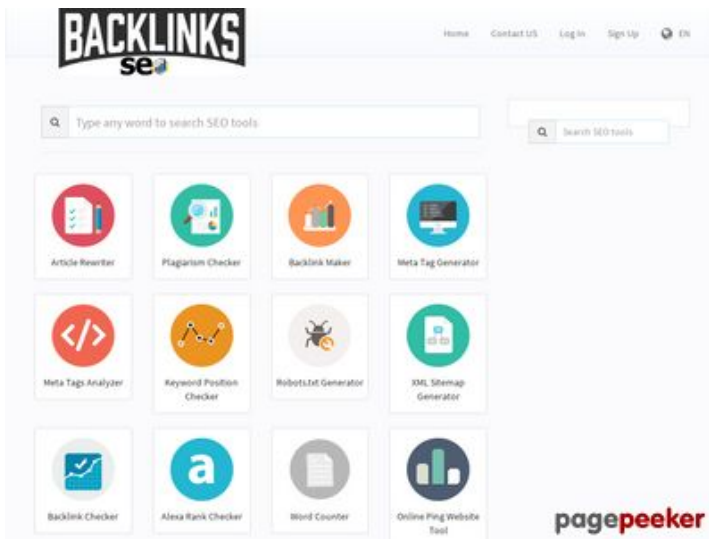 BACKLINKS
seo
Home Contact US Log In Sign Up EN
Type any word to search SEO tools
Search SEO tools
Article Rewriter Plagiarism Checker Backlink Maker Meta Tag Generator
</>
Meta Tags Analyzer Keyword Position Checker Robots.txt Generator XML Sitemap Generator
a
Backlink Checker Alexa Rank Checker Word Counter Online Ping Website Tool
pagepeeker